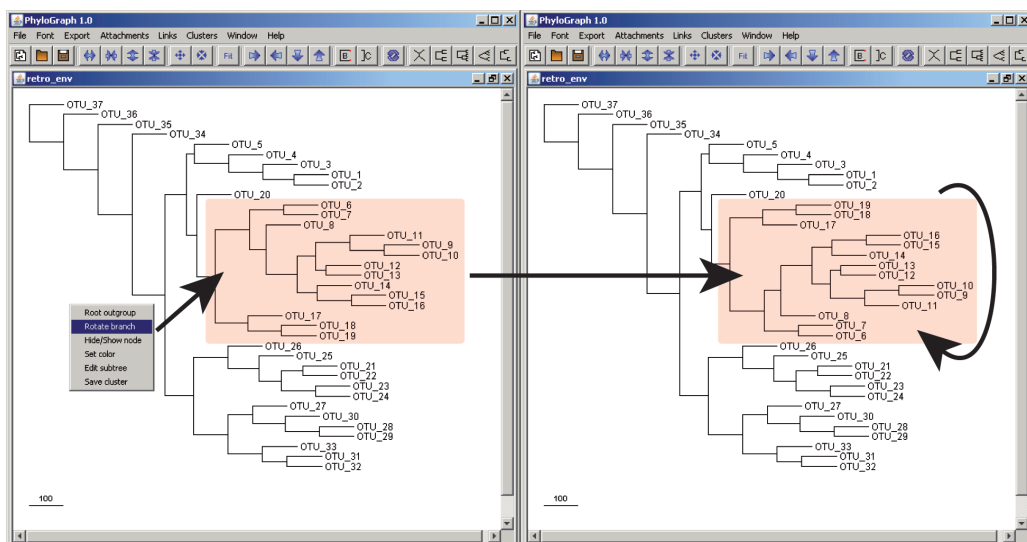 PhyloGraph 1.0
File Font Export Attachments Links Clusters Window Help
Fit
B
C
retro_env
OTU_37
OTU_36
OTU_35
OTU_34
OTU_5
OTU_4
OTU_3
OTU_1
OTU_2
OTU_20
OTU_6
OTU_7
OTU_8
OTU_11
OTU_9
OTU_10
OTU_12
OTU_13
OTU_14
OTU_15
OTU_16
OTU_17
OTU_18
OTU_19
OTU_26
OTU_25
OTU_21
OTU_22
OTU_23
OTU_24
OTU_27
OTU_30
OTU_28
OTU_29
OTU_33
OTU_31
OTU_32
Root outgroup
Rotate branch
Hide/Show node
Set color
Edit subtree
Save cluster
100
PhyloGraph 1.0
File Font Export Attachments Links Clusters Window Help
Fit
B
C
retro_env
OTU_37
OTU_36
OTU_35
OTU_34
OTU_5
OTU_4
OTU_3
OTU_1
OTU_2
OTU_20
OTU_19
OTU_18
OTU_17
OTU_16
OTU_15
OTU_14
OTU_13
OTU_12
OTU_10
OTU_9
OTU_11
OTU_8
OTU_7
OTU_6
OTU_26
OTU_25
OTU_21
OTU_22
OTU_23
OTU_24
OTU_27
OTU_30
OTU_28
OTU_29
OTU_33
OTU_31
OTU_32
100